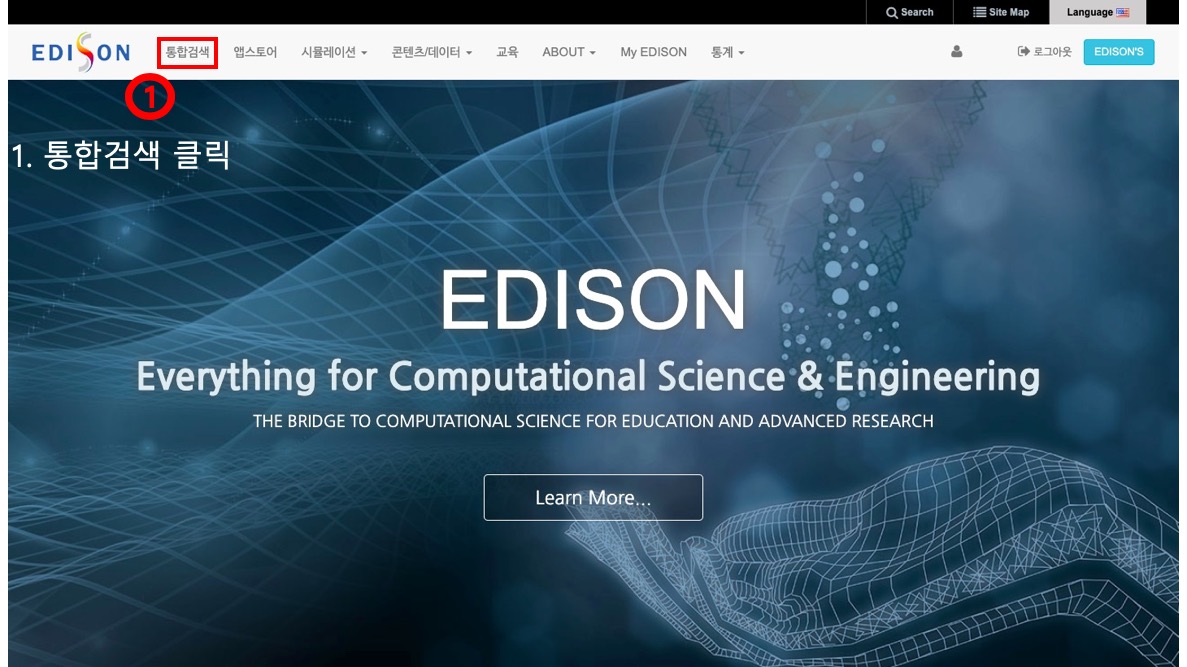 Search Site Map Language
EDISON 통합검색 앱스토어 시뮬레이션 콘텐츠/데이터 교육 ABOUT My EDISON 통계 로그아웃 EDISON'S
1
1. 통합검색 클릭
EDISON
Everything for Computational Science & Engineering
THE BRIDGE TO COMPUTATIONAL SCIENCE FOR EDUCATION AND ADVANCED RESEARCH
Learn More...